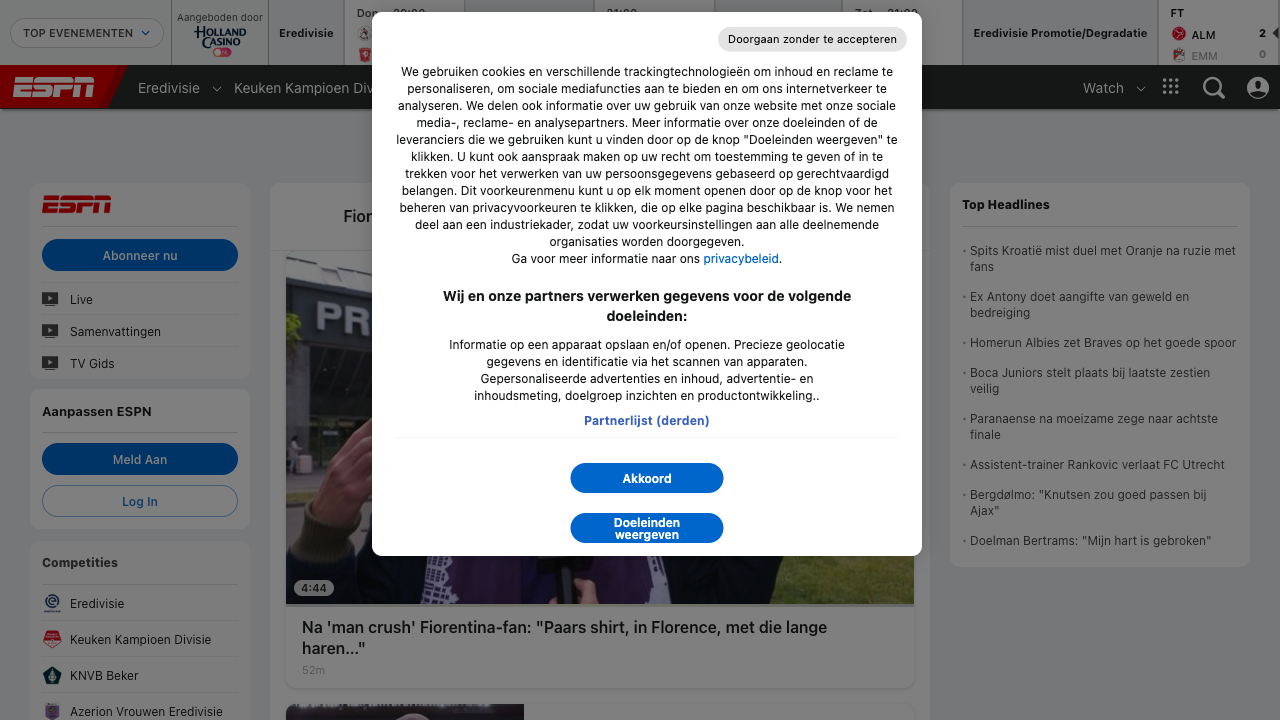 TOP EVENEMENTEN
Aangeboden door
HOLLAND
CASINO
Eredivisie
21:00
Eredivisie Promotie/Degradatie
FT
ALM
2
EMM
0
ESPN
Eredivisie
Keuken Kampioen Div
Watch
Doorgaan zonder te accepteren
We gebruiken cookies en verschillende trackingtechnologieën om inhoud en reclame te
personaliseren, om sociale mediafuncties aan te bieden en om ons internetverkeer te
analyseren. We delen ook informatie over uw gebruik van onze website met onze sociale
media-, reclame- en analysepartners. Meer informatie over onze doeleinden of de
leveranciers die we gebruiken kunt u vinden door op de knop "Doeleinden weergeven" te
klikken. U kunt ook aanspraak maken op uw recht om toestemming te geven of in te
trekken voor het verwerken van uw persoonsgegevens gebaseerd op gerechtvaardigd
belangen. Dit voorkeurenmenu kunt u op elk moment openen door op de knop voor het
beheren van privacyvoorkeuren te klikken, die op elke pagina beschikbaar is. We nemen
deel aan een industriekader, zodat uw voorkeursinstellingen aan alle deelnemende
organisaties worden doorgegeven.
Ga voor meer informatie naar ons privacybeleid.
Wij en onze partners verwerken gegevens voor de volgende
doeleinden:
Informatie op een apparaat opslaan en/of openen. Precieze geolocatie
gegevens en identificatie via het scannen van apparaten.
Gepersonaliseerde advertenties en inhoud, advertentie- en
inhoudsmeting, doelgroep inzichten en productontwikkeling..
Partnerlijst (derden)
Akkoord
Doeleinden
weergeven
ESPN
Abonneer nu
Live
Samenvattingen
TV Gids
Aanpassen ESPN
Meld Aan
Log In
Competities
Eredivisie
Keuken Kampioen Divisie
KNVB Beker
Azerion Vrouwen Eredivisie
Fior
PR
4:44
Na 'man crush' Fiorentina-fan: "Paars shirt, in Florence, met die lange
haren..."
52m
Top Headlines
Spits Kroatië mist duel met Oranje na ruzie met
fans
Ex Antony doet aangifte van geweld en
bedreiging
Homerun Albies zet Braves op het goede spoor
Boca Juniors stelt plaats bij laatste zestien
veilig
Paranaense na moeizame zege naar achtste
finale
Assistent-trainer Rankovic verlaat FC Utrecht
Bergdølmo: "Knutsen zou goed passen bij
Ajax"
Doelman Bertrams: "Mijn hart is gebroken"